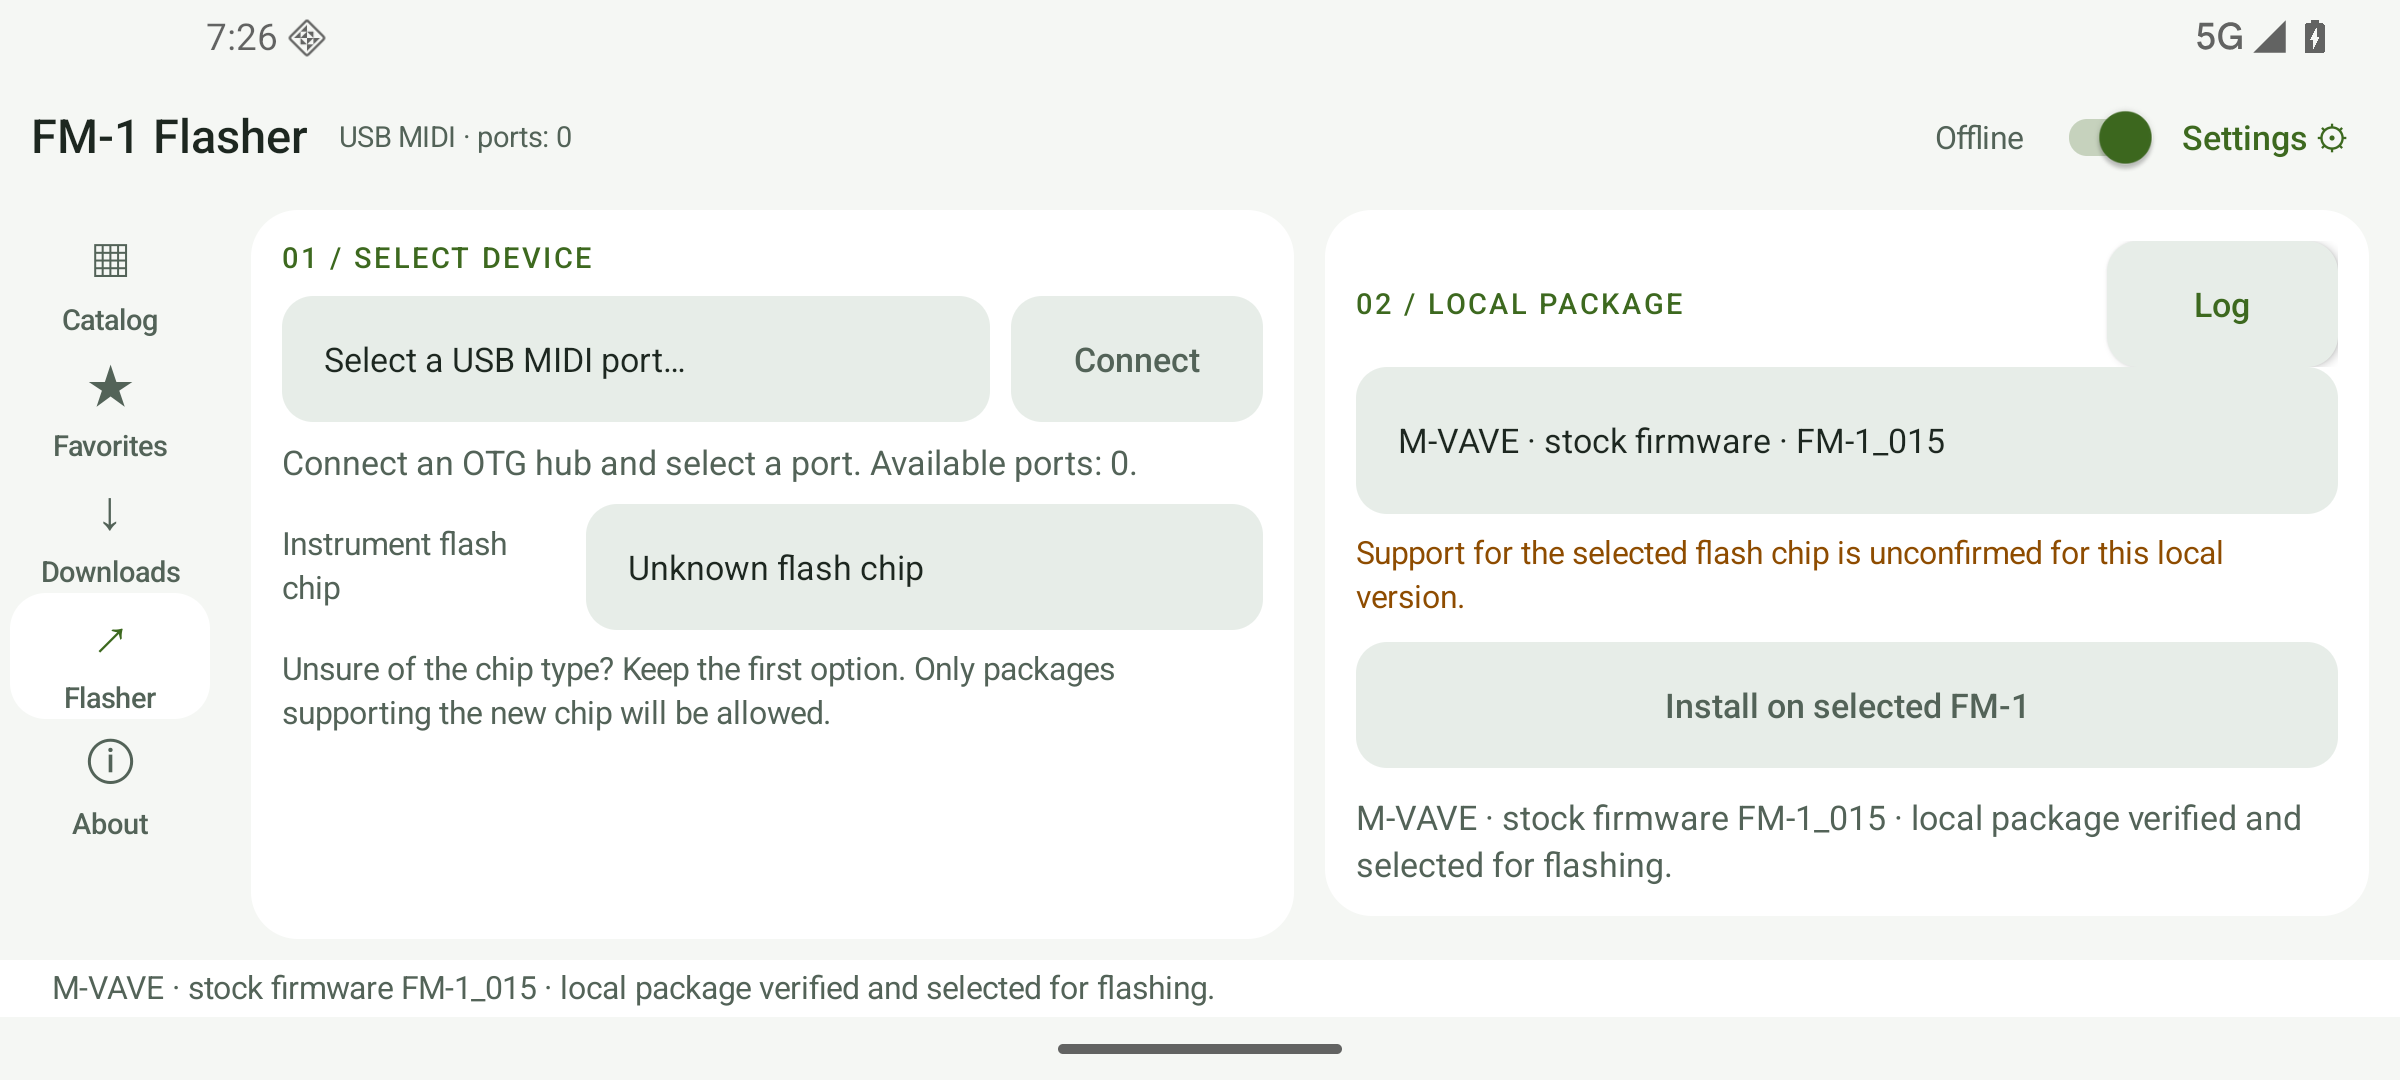 7:26
5G
FM-1 Flasher
USB MIDI · ports: 0
Offline
Settings
Catalog
Favorites
Downloads
Flasher
About
01 / SELECT DEVICE
Select a USB MIDI port...
Connect
Connect an OTG hub and select a port. Available ports: 0.
Instrument flash
chip
Unknown flash chip
Unsure of the chip type? Keep the first option. Only packages
supporting the new chip will be allowed.
02 / LOCAL PACKAGE
Log
M-VAVE · stock firmware · FM-1_015
Support for the selected flash chip is unconfirmed for this local
version.
Install on selected FM-1
M-VAVE · stock firmware FM-1_015 · local package verified and
selected for flashing.
M-VAVE · stock firmware FM-1_015 · local package verified and selected for flashing.